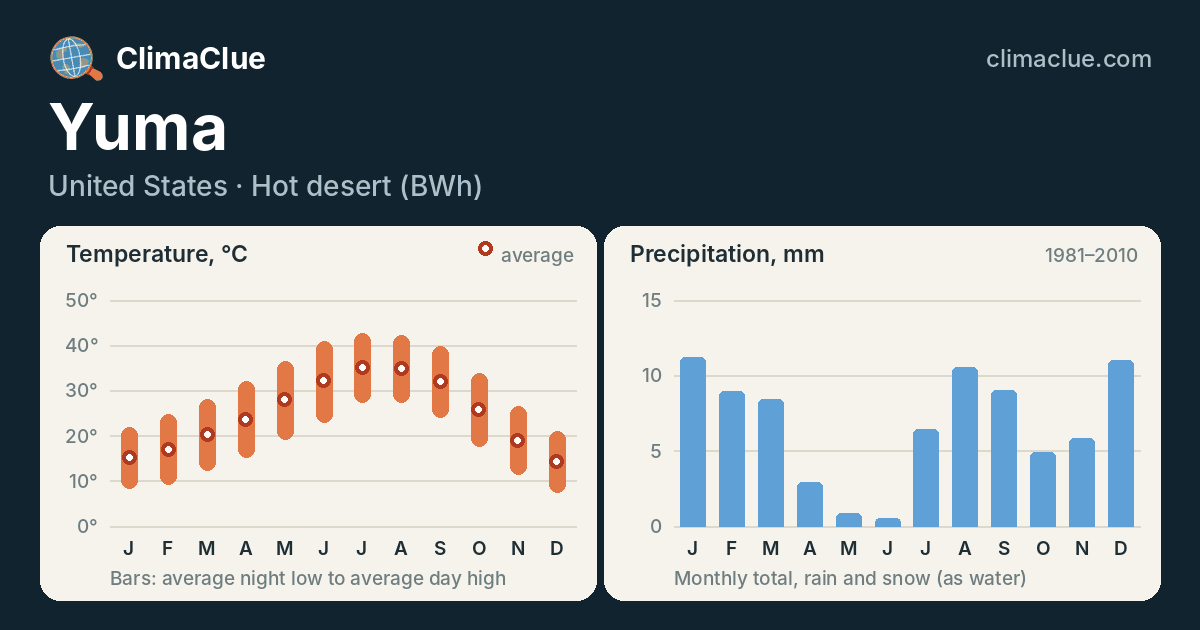 ClimaClue
climaclue.com
Yuma
United States · Hot desert (BWh)
Temperature, °C
average
50°
40°
30°
20°
10°
0°
J F M A M J J A S O N D
Bars: average night low to average day high
Precipitation, mm
1981–2010
15
10
5
0
J F M A M J J A S O N D
Monthly total, rain and snow (as water)